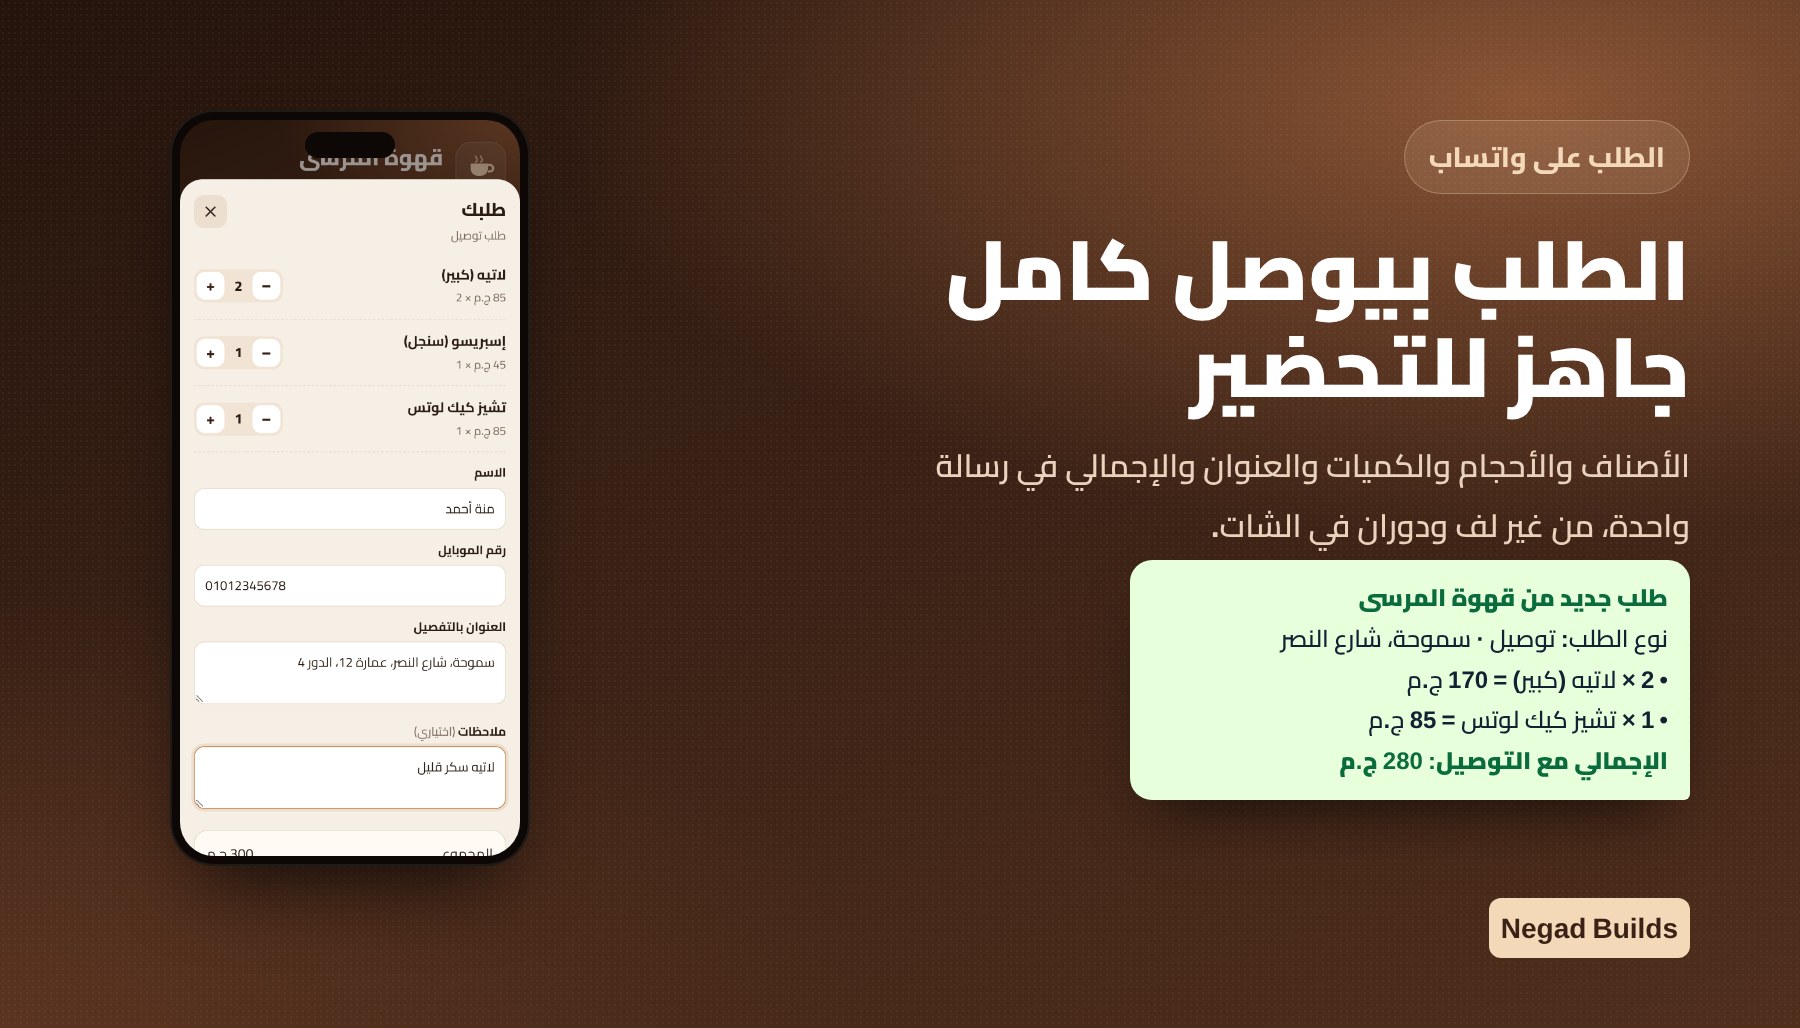 الطلب على واتساب
الطلب بيوصل كامل
جاهز للتحضير
الأصناف والأحجام والكميات والعنوان والإجمالي في رسالة
واحدة، من غير لف ودوران في الشات.
طلب جديد من قهوة المرسى
نوع الطلب: توصيل · سموحة، شارع النصر
• 2 × لاتيه (كبير) = 170 ج.م
• 1 × تشيز كيك لوتس = 85 ج.م
الإجمالي مع التوصيل: 280 ج.م
Negad Builds
قهوة المرسى
طلبك
×
طلب توصيل
لاتيه (كبير)
85 ج.م × 2
− 2 +
إسبريسو (سنجل)
45 ج.م × 1
− 1 +
تشيز كيك لوتس
85 ج.م × 1
− 1 +
الاسم
منة أحمد
رقم الموبايل
01012345678
العنوان بالتفصيل
سموحة، شارع النصر، عمارة 12، الدور 4
ملاحظات (اختياري)
لاتيه سكر قليل
المجموع 300 ج.م